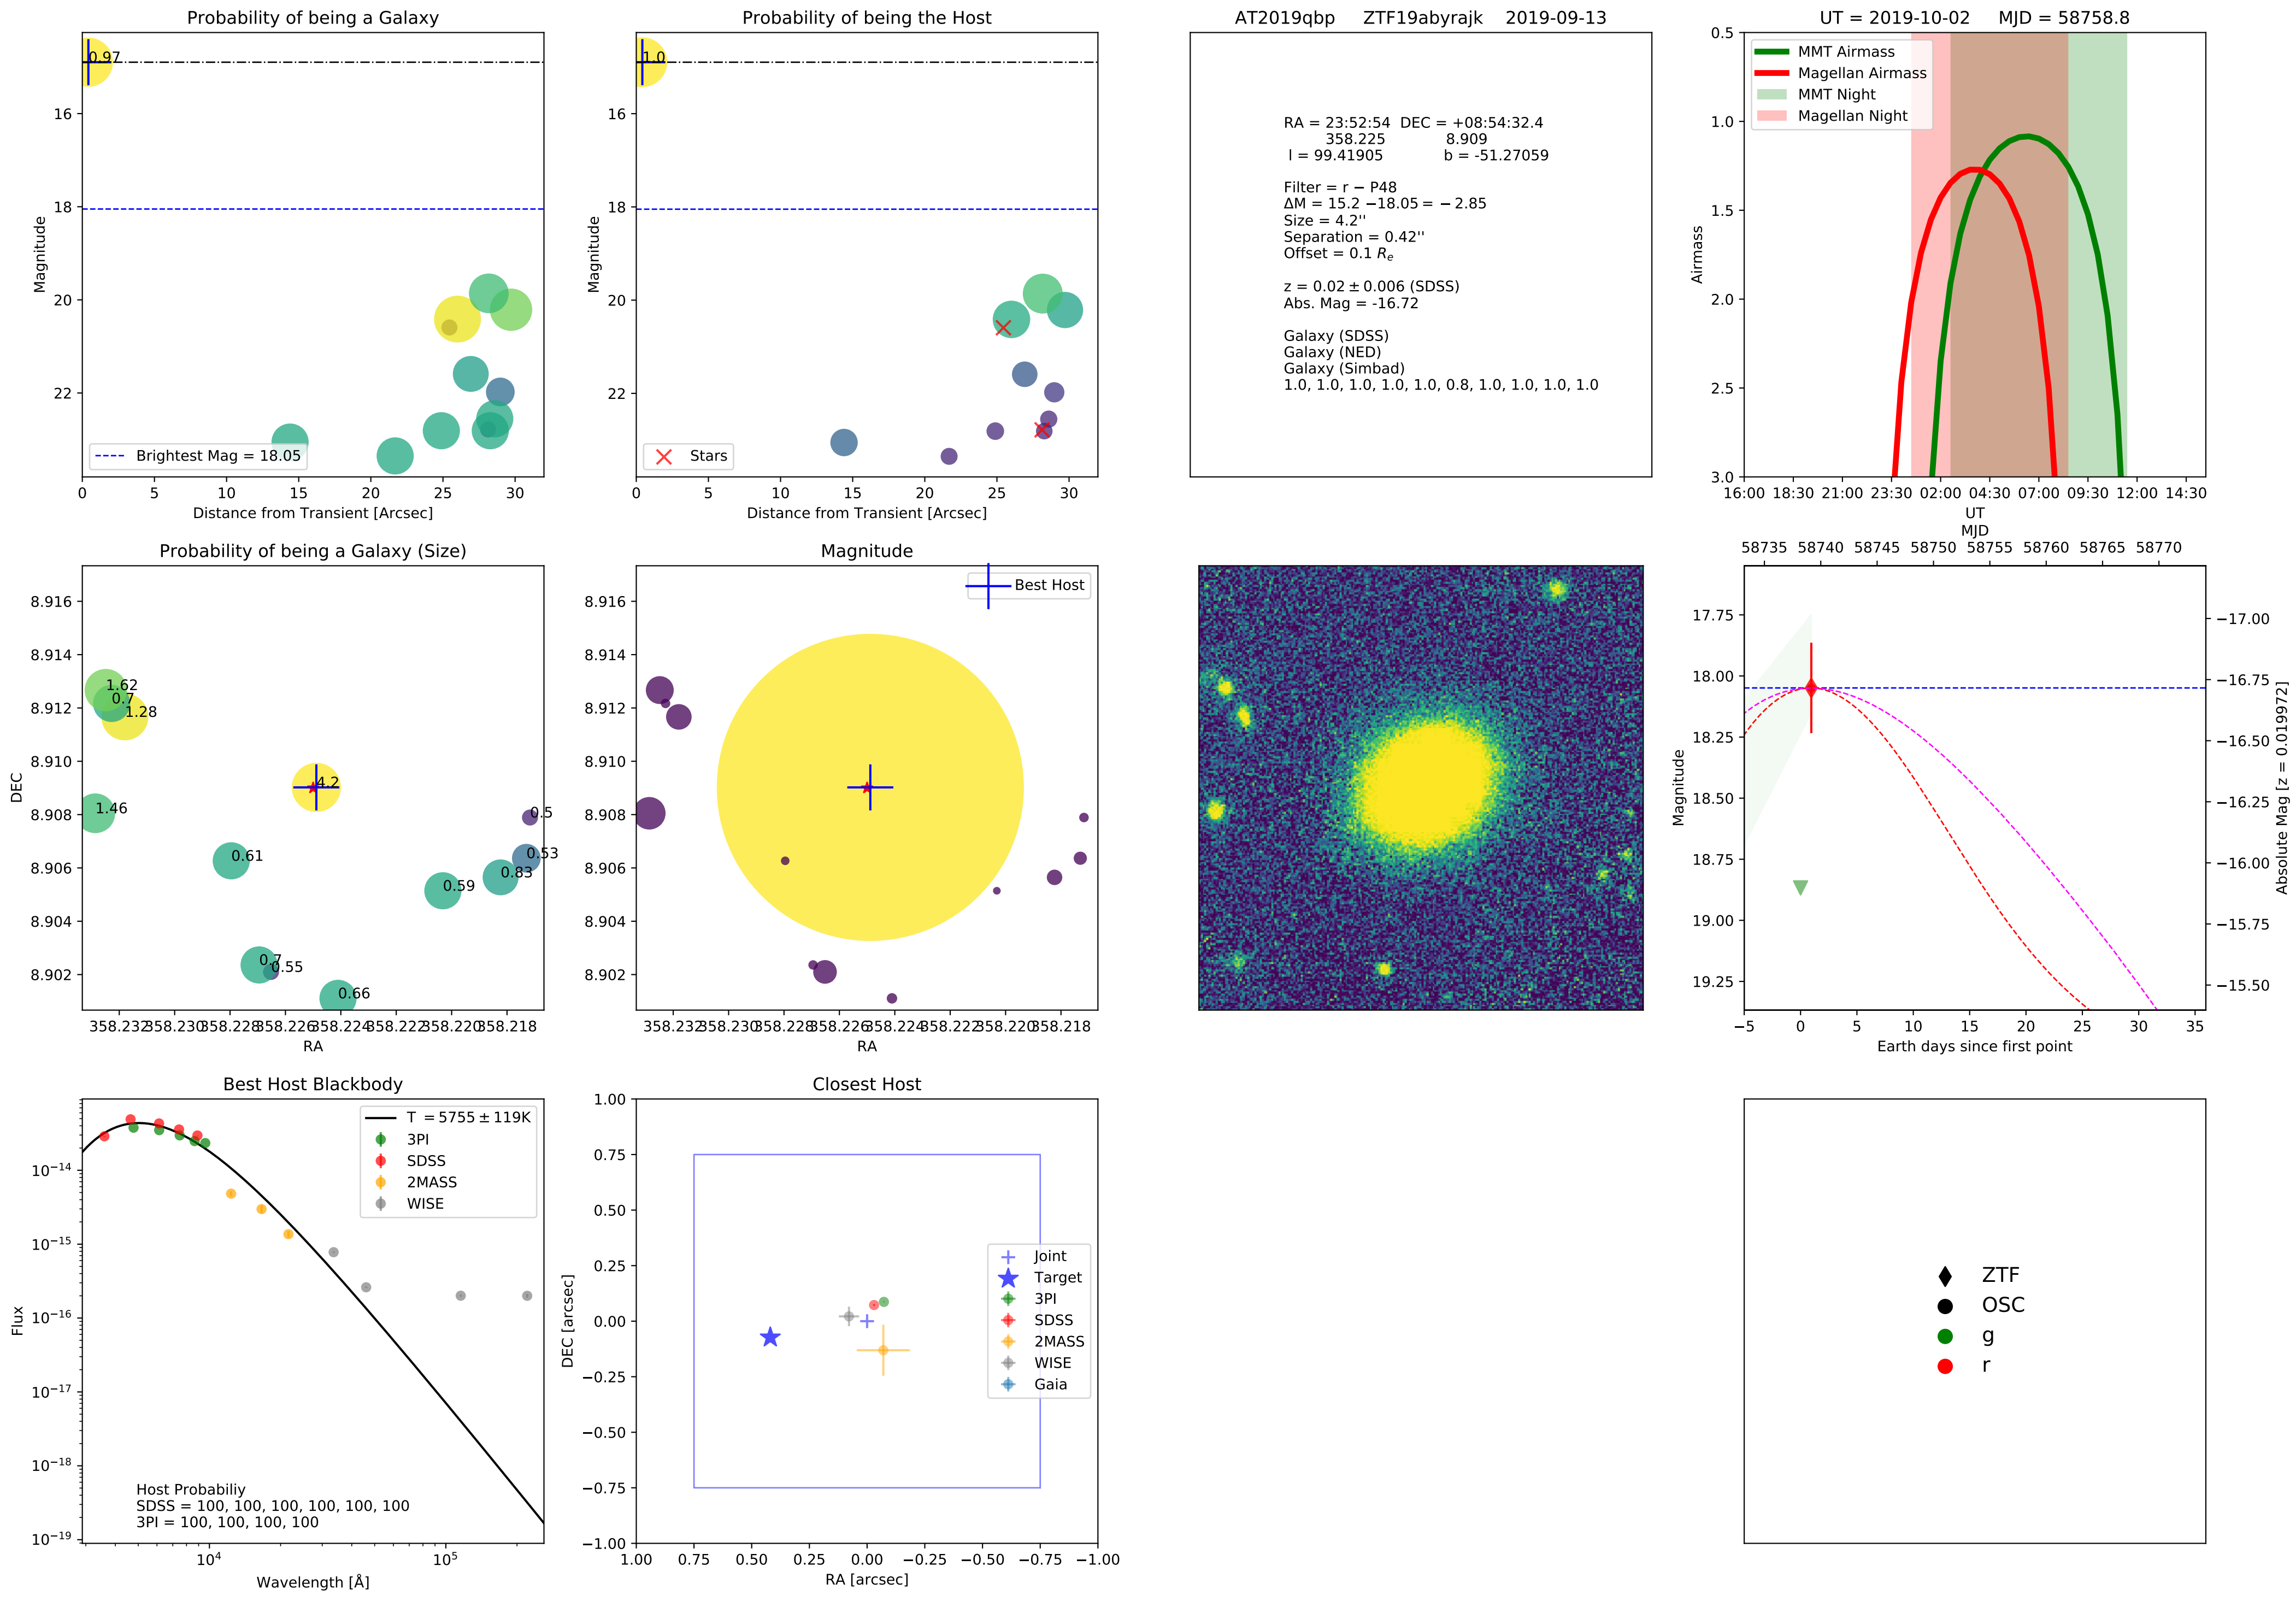 Probability of being a Galaxy
0.97
16
18
20
22
Magnitude
Brightest Mag = 18.05
0 5 10 15 20 25 30
Distance from Transient [Arcsec]
Probability of being the Host
1.0
16
18
20
22
Magnitude
Stars
0 5 10 15 20 25 30
Distance from Transient [Arcsec]
AT2019qbp ZTF19abyrajk 2019-09-13
RA = 23:52:54 DEC = +08:54:32.4
358.225 8.909
l = 99.41905 b = -51.27059
Filter = r − P48
ΔM = 15.2 −18.05 = −2.85
Size = 4.2''
Separation = 0.42''
Offset = 0.1 Rₑ
z = 0.02 ± 0.006 (SDSS)
Abs. Mag = -16.72
Galaxy (SDSS)
Galaxy (NED)
Galaxy (Simbad)
1.0, 1.0, 1.0, 1.0, 1.0, 0.8, 1.0, 1.0, 1.0, 1.0
UT = 2019-10-02 MJD = 58758.8
MMT Airmass
Magellan Airmass
MMT Night
Magellan Night
0.5
1.0
1.5
2.0
2.5
3.0
Airmass
16:00 18:30 21:00 23:30 02:00 04:30 07:00 09:30 12:00 14:30
UT
Probability of being a Galaxy (Size)
8.916
8.914
8.912
8.910
8.908
8.906
8.904
8.902
DEC
1.62
0.7
1.28
4.2
1.46
0.5
0.61
0.53
0.83
0.59
0.7
0.55
0.66
358.232 358.230 358.228 358.226 358.224 358.222 358.220 358.218
RA
Magnitude
Best Host
8.916
8.914
8.912
8.910
8.908
8.906
8.904
8.902
358.232 358.230 358.228 358.226 358.224 358.222 358.220 358.218
RA
MJD
58735 58740 58745 58750 58755 58760 58765 58770
17.75
18.00
18.25
18.50
18.75
19.00
19.25
Magnitude
−17.00
−16.75
−16.50
−16.25
−16.00
−15.75
−15.50
Absolute Mag [z = 0.019972]
−5 0 5 10 15 20 25 30 35
Earth days since first point
Best Host Blackbody
T = 5755 ± 119K
3PI
SDSS
2MASS
WISE
10⁻¹⁴
10⁻¹⁵
10⁻¹⁶
10⁻¹⁷
10⁻¹⁸
10⁻¹⁹
Flux
Host Probabiliy
SDSS = 100, 100, 100, 100, 100, 100
3PI = 100, 100, 100, 100
10⁴ 10⁵
Wavelength [Å]
Closest Host
1.00
0.75
0.50
0.25
0.00
−0.25
−0.50
−0.75
−1.00
DEC [arcsec]
Joint
Target
3PI
SDSS
2MASS
WISE
Gaia
1.00 0.75 0.50 0.25 0.00 −0.25 −0.50 −0.75 −1.00
RA [arcsec]
ZTF
OSC
g
r